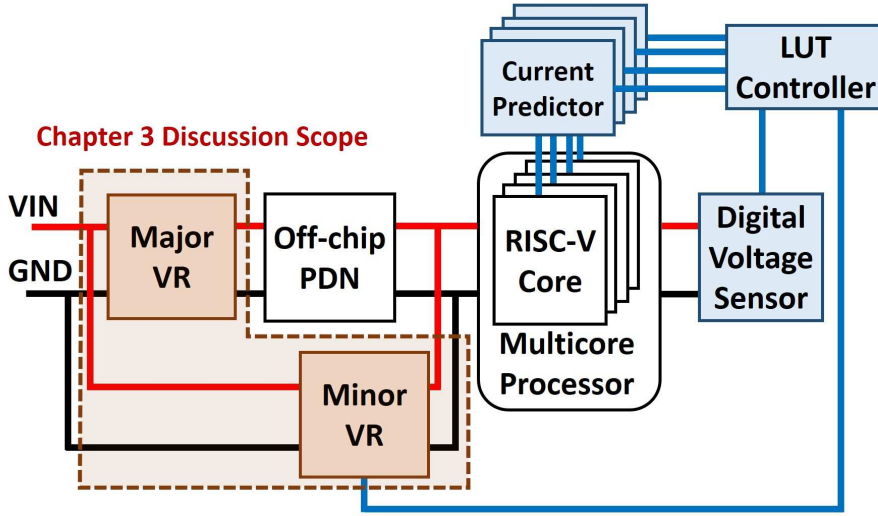 Current
Predictor
LUT
Controller
Chapter 3 Discussion Scope
VIN
GND
Major
VR
Off-chip
PDN
RISC-V
Core
Multicore
Processor
Digital
Voltage
Sensor
Minor
VR